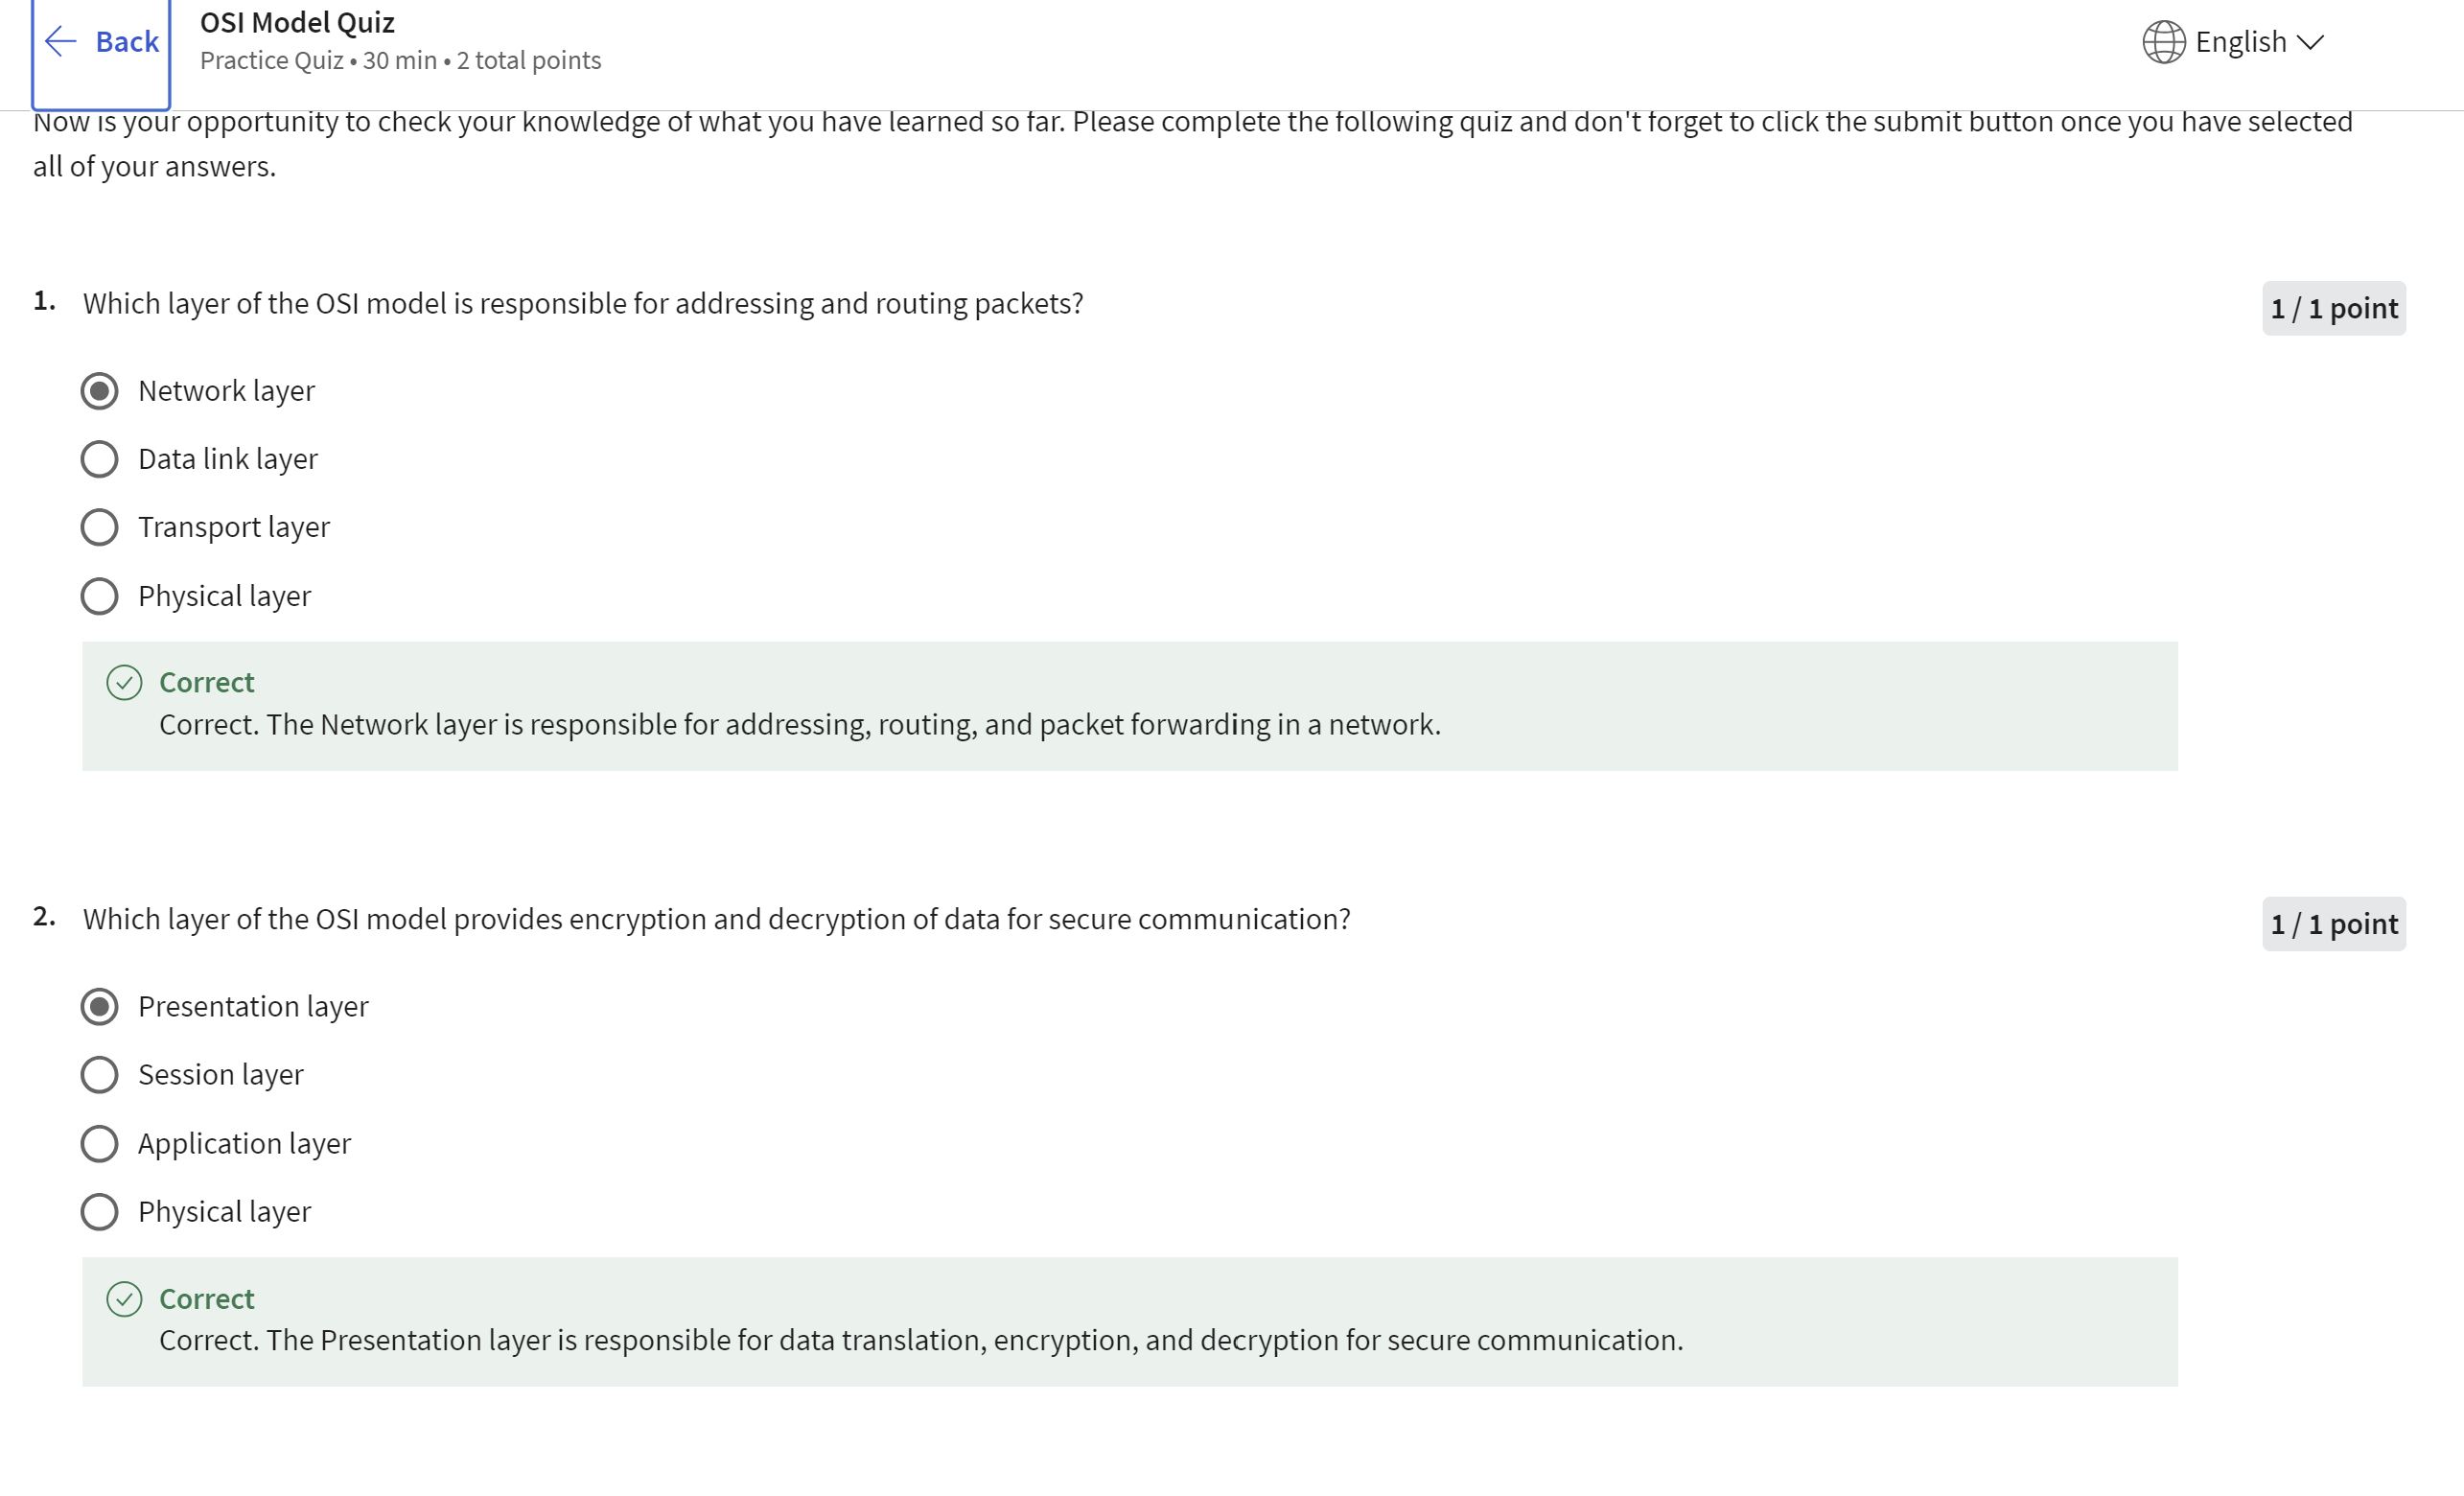 Back
OSI Model Quiz
Practice Quiz • 30 min • 2 total points
English
Now is your opportunity to check your knowledge of what you have learned so far. Please complete the following quiz and don't forget to click the submit button once you have selected
all of your answers.
1. Which layer of the OSI model is responsible for addressing and routing packets?
1 / 1 point
Network layer
Data link layer
Transport layer
Physical layer
Correct
Correct. The Network layer is responsible for addressing, routing, and packet forwarding in a network.
2. Which layer of the OSI model provides encryption and decryption of data for secure communication?
1 / 1 point
Presentation layer
Session layer
Application layer
Physical layer
Correct
Correct. The Presentation layer is responsible for data translation, encryption, and decryption for secure communication.